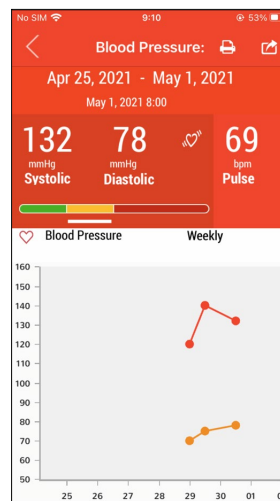 No SIM 9:10 53%
Blood Pressure:
Apr 25, 2021 - May 1, 2021
May 1, 2021 8:00
132 78 69
mmHg mmHg bpm
Systolic Diastolic Pulse
Blood Pressure Weekly
160
150
140
130
120
110
100
90
80
70
60
50
25 26 27 28 29 30 01